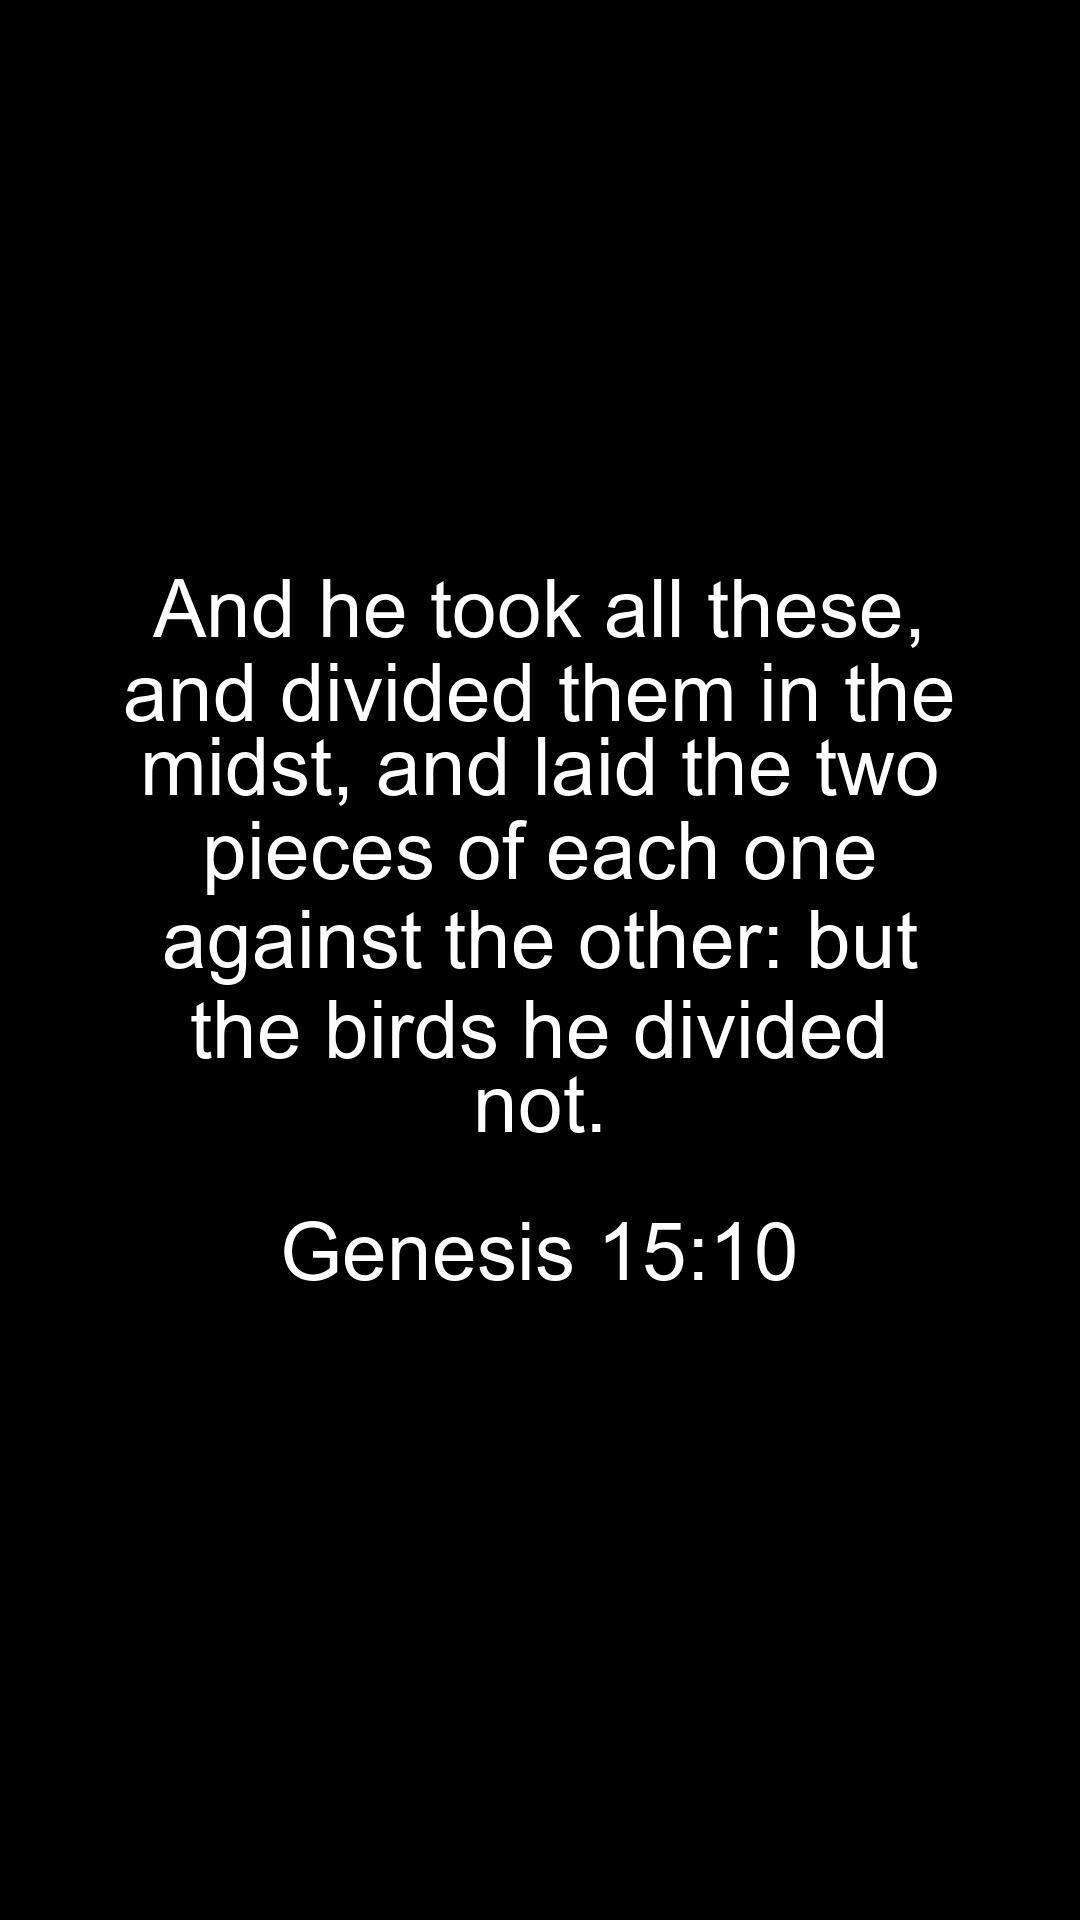 And he took all these,
and divided them in the
midst, and laid the two
pieces of each one
against the other: but
the birds he divided
not.
Genesis 15:10